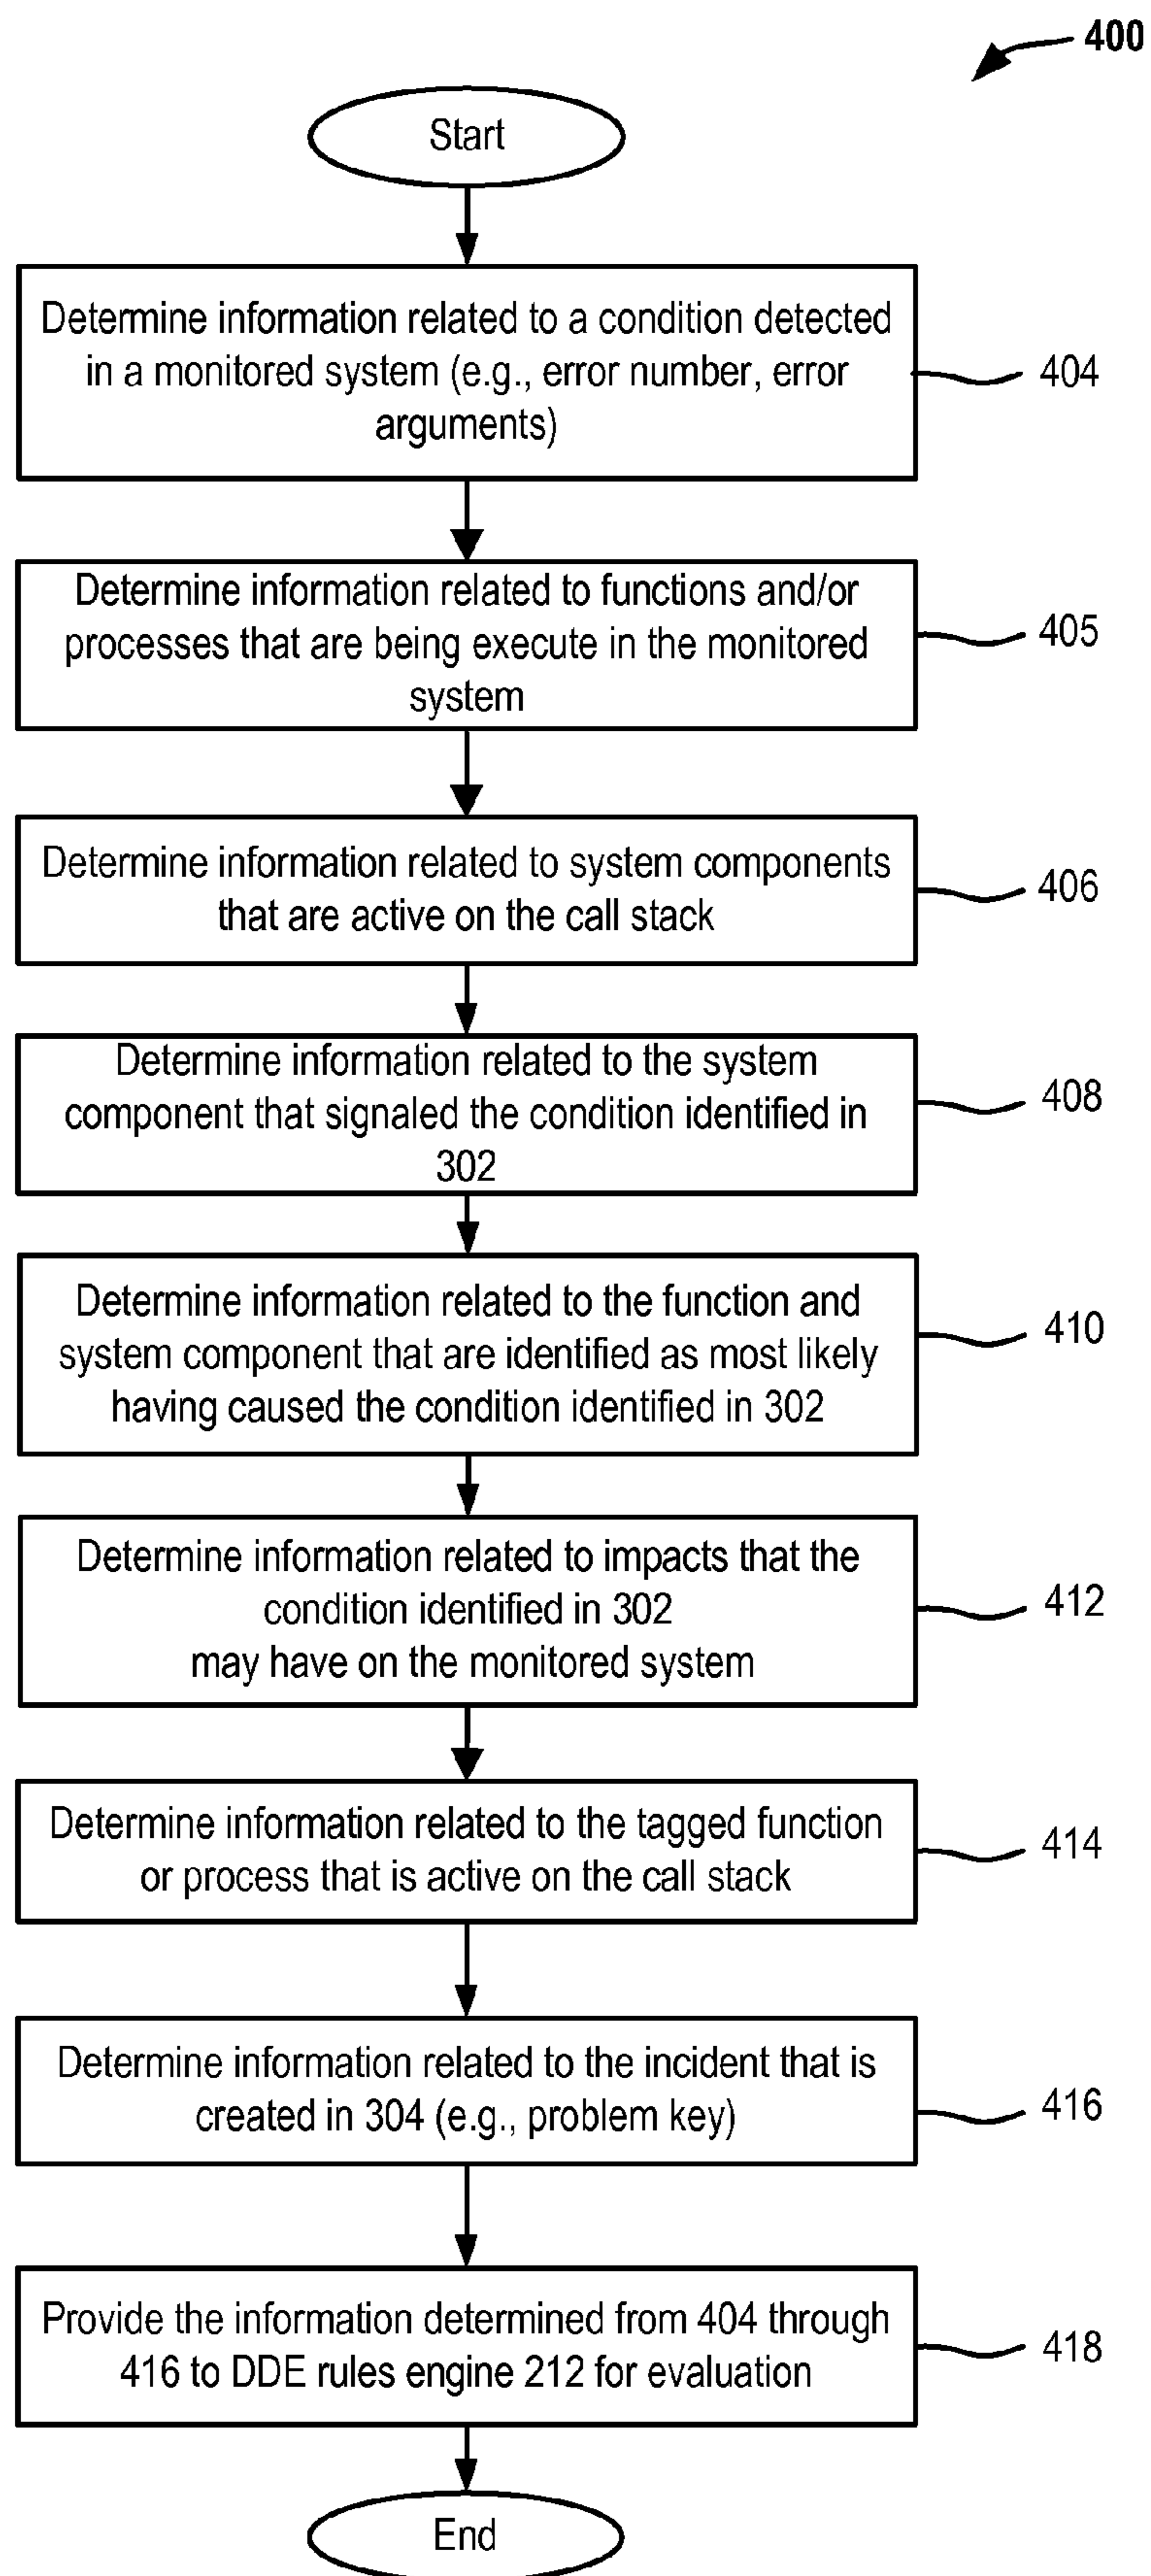 400
Start
Determine information related to a condition detected
in a monitored system (e.g., error number, error
arguments)
404
Determine information related to functions and/or
processes that are being execute in the monitored
system
405
Determine information related to system components
that are active on the call stack
406
Determine information related to the system
component that signaled the condition identified in
302
408
Determine information related to the function and
system component that are identified as most likely
having caused the condition identified in 302
410
Determine information related to impacts that the
condition identified in 302
may have on the monitored system
412
Determine information related to the tagged function
or process that is active on the call stack
414
Determine information related to the incident that is
created in 304 (e.g., problem key)
416
Provide the information determined from 404 through
416 to DDE rules engine 212 for evaluation
418
End